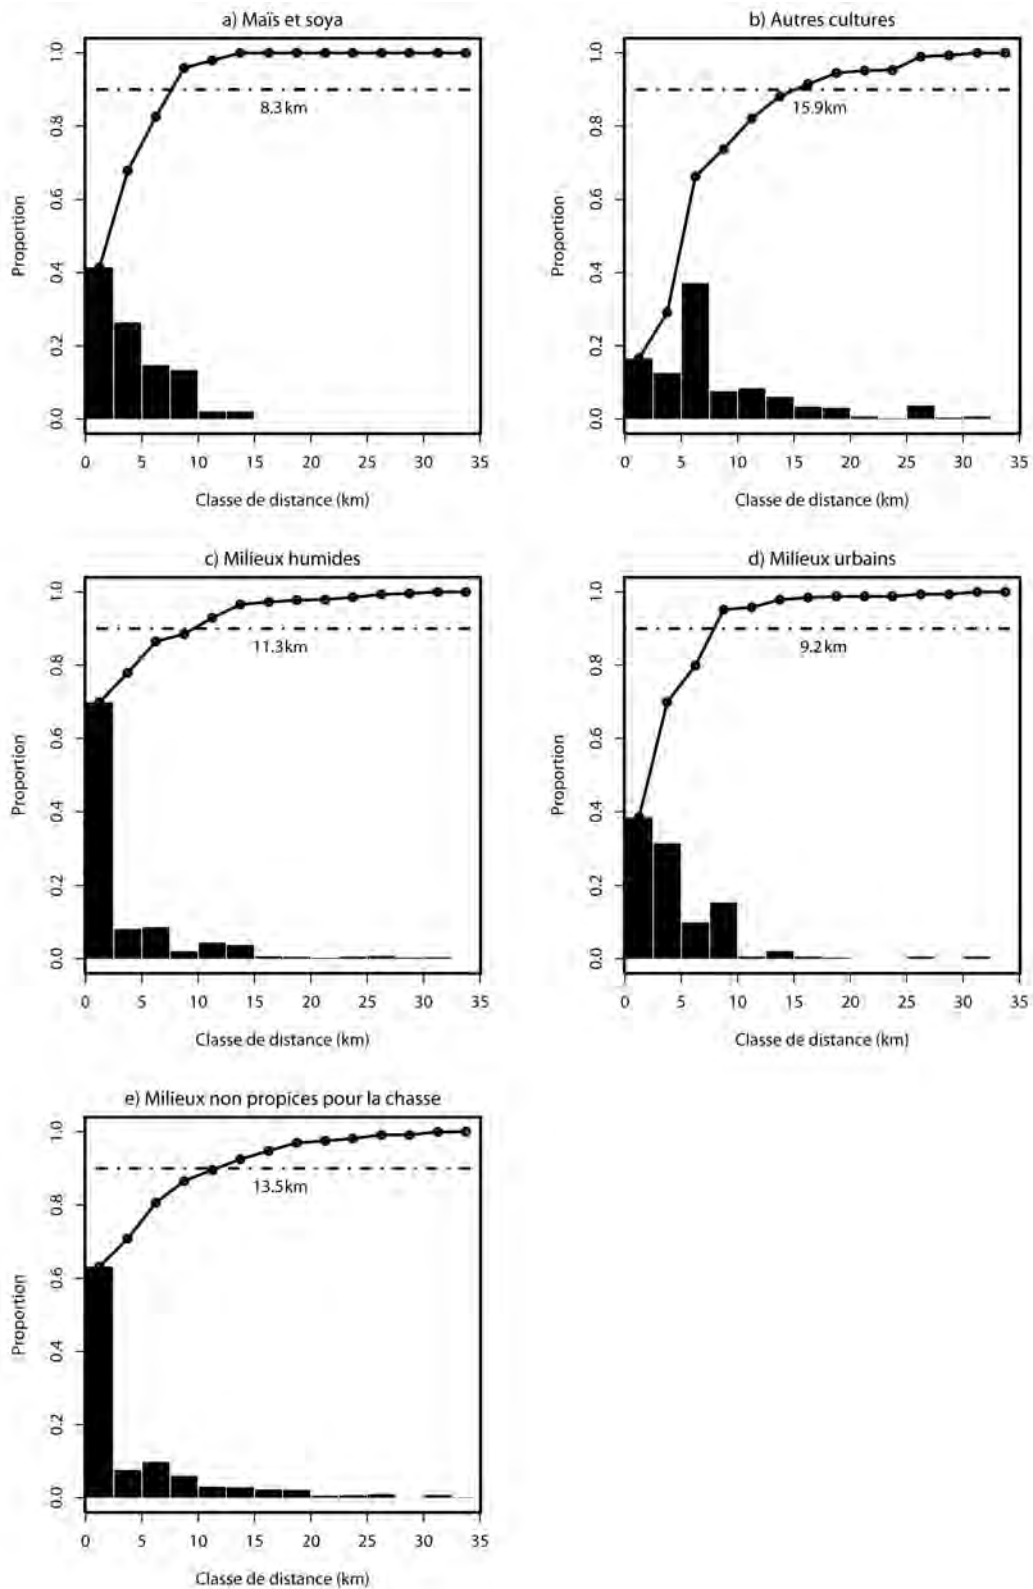 a) Maïs et soya
1.0
0.8
0.6
0.4
0.2
0.0
Proportion
8.3 km
0 5 10 15 20 25 30 35
Classe de distance (km)
b) Autres cultures
1.0
0.8
0.6
0.4
0.2
0.0
Proportion
15.9 km
0 5 10 15 20 25 30 35
Classe de distance (km)
c) Milieux humides
1.0
0.8
0.6
0.4
0.2
0.0
Proportion
11.3 km
0 5 10 15 20 25 30 35
Classe de distance (km)
d) Milieux urbains
1.0
0.8
0.6
0.4
0.2
0.0
Proportion
9.2 km
0 5 10 15 20 25 30 35
Classe de distance (km)
e) Milieux non propices pour la chasse
1.0
0.8
0.6
0.4
0.2
0.0
Proportion
13.5 km
0 5 10 15 20 25 30 35
Classe de distance (km)